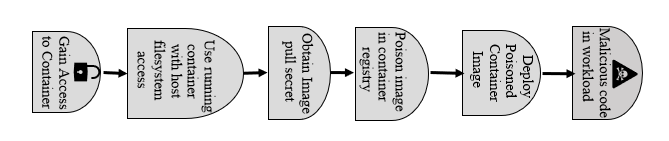 Gain Access
to Container
Use running
container
with host
filesystem
access
Obtain Image
pull secret
Poison image
in container
registry
Deploy
Poisoned
Container
Image
Malicious code
in workload